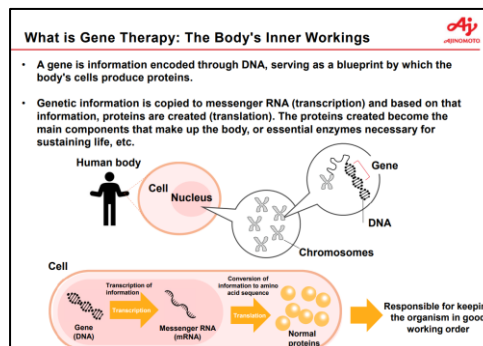 What is Gene Therapy: The Body's Inner Workings
AJINOMOTO
• A gene is information encoded through DNA, serving as a blueprint by which the
body's cells produce proteins.
• Genetic information is copied to messenger RNA (transcription) and based on that
information, proteins are created (translation). The proteins created become the
main components that make up the body, or essential enzymes necessary for
sustaining life, etc.
Human body
Cell
Nucleus
Gene
DNA
Chromosomes
Cell
Transcription of
information
Transcription
Gene
(DNA)
Messenger RNA
(mRNA)
Conversion of
information to amino
acid sequence
Translation
Normal
proteins
Responsible for keepin
the organism in good
working order